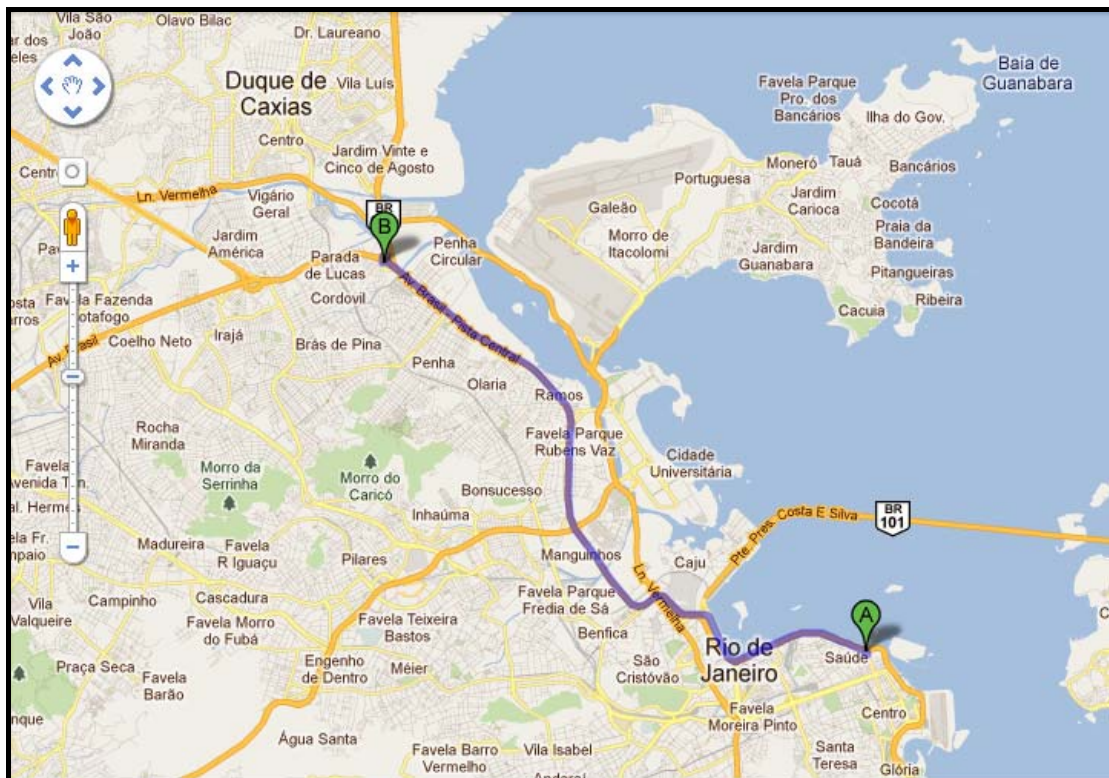 Vila São
João
Olavo Bilac
Dr. Laureano
Baia de
Guanabara
Duque de
Caxias
Vila Luís
Favela Parque
Pro. dos
Bancários
Ilha do Gov.
Centro
Jardim Vinte e
Cinco de Agosto
Moneró
Tauá
Bancários
Portuguesa
Jardim
Carioca
Cocotá
Ln. Vermelha
Vigário
Geral
BR
B
Galeão
Praia da
Bandeira
Jardim
América
Parada
de Lucas
Penha
Circular
Morro de
Itacolomi
Jardim
Guanabara
Pitangueiras
Cordovil
Ribeira
Cacuia
Favela Fazenda
Av. Brasil - Pista Central
Irajá
Coelho Neto
Brás de Pina
Av. Brasil
Penha
Olaria
Ramos
Rocha
Miranda
Favela Parque
Rubens Vaz
Cidade
Universitária
Morro da
Serrinha
Morro do
Caricó
Bonsucesso
Inhaúma
Pte. Pres. Costa E Silva
BR
101
Madureira
Favela
R Iguaçu
Pilares
Manguinhos
Caju
Ln. Vermelha
Vila
Valqueire
Campinho
Cascadura
Favela Parque
Fredia de Sá
Favela Morro
do Fubá
Favela Teixeira
Bastos
Benfica
A
Rio de
Janeiro
Saúde
Praça Seca
Favela
Barão
Engenho
de Dentro
Méier
São
Cristóvão
Favela
Moreira Pinto
Centro
Água Santa
Favela Barro
Vermelho
Vila Isabel
Santa
Teresa
Glória